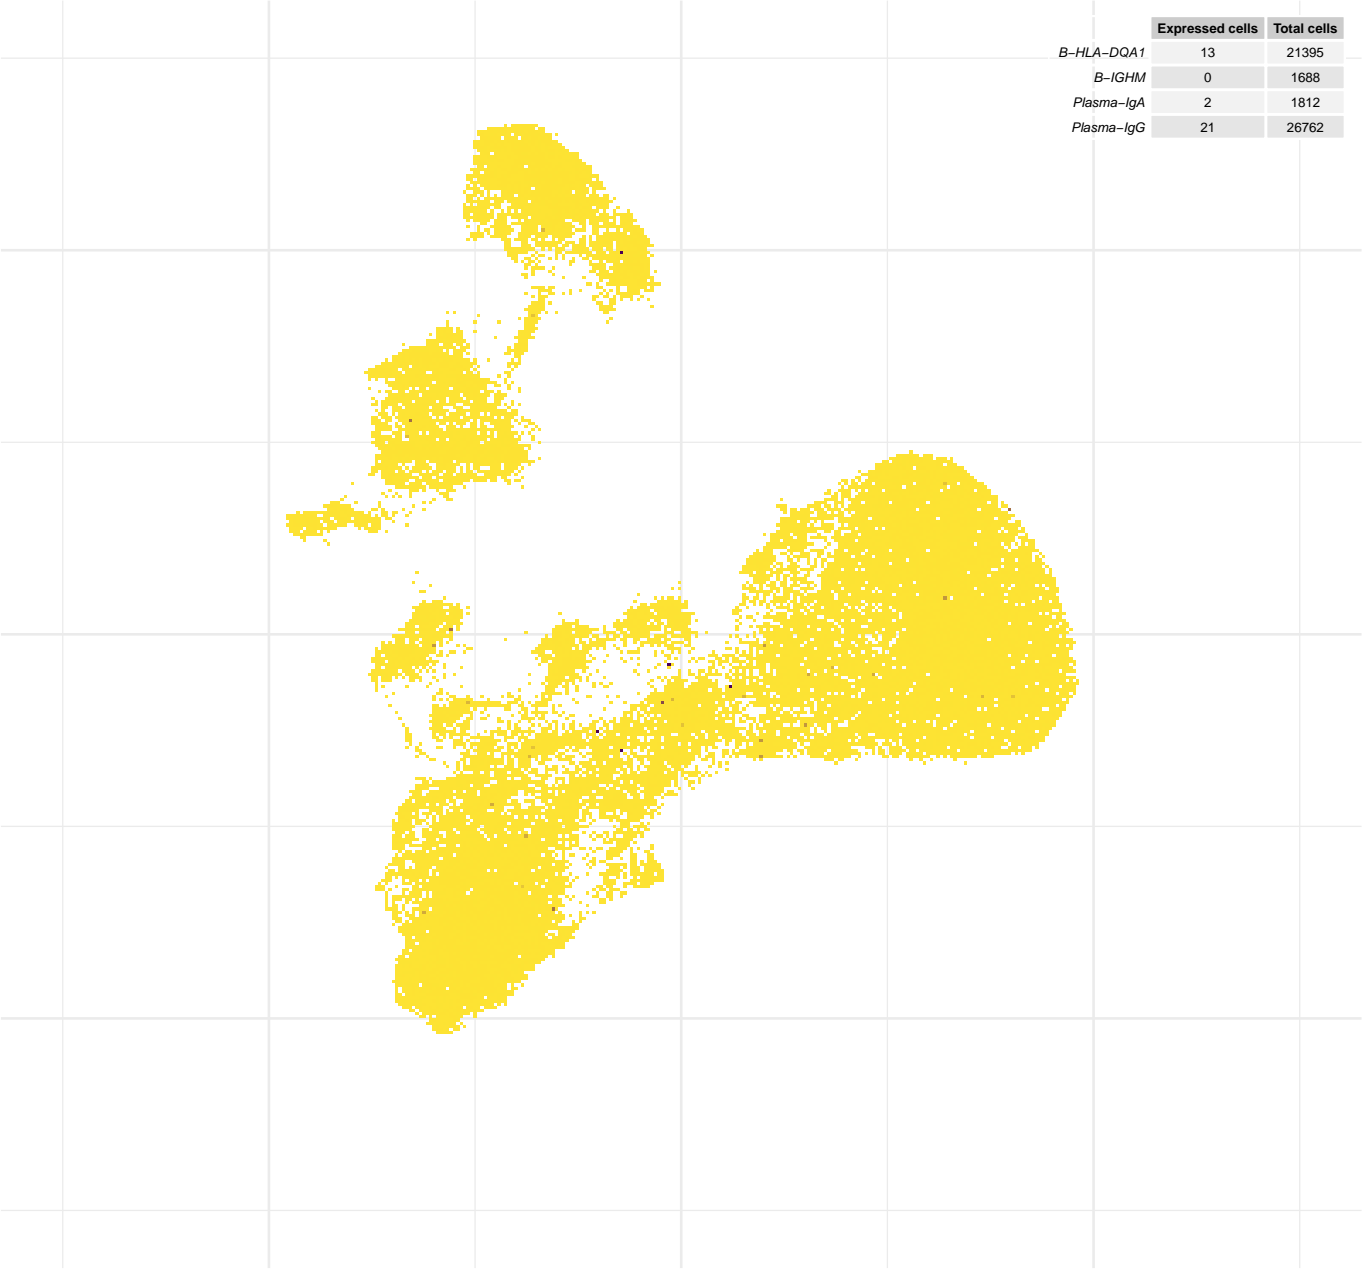 Expressed cells Total cells
B−HLA−DQA1 13 21395
B−IGHM 0 1688
Plasma−IgA 2 1812
Plasma−IgG 21 26762